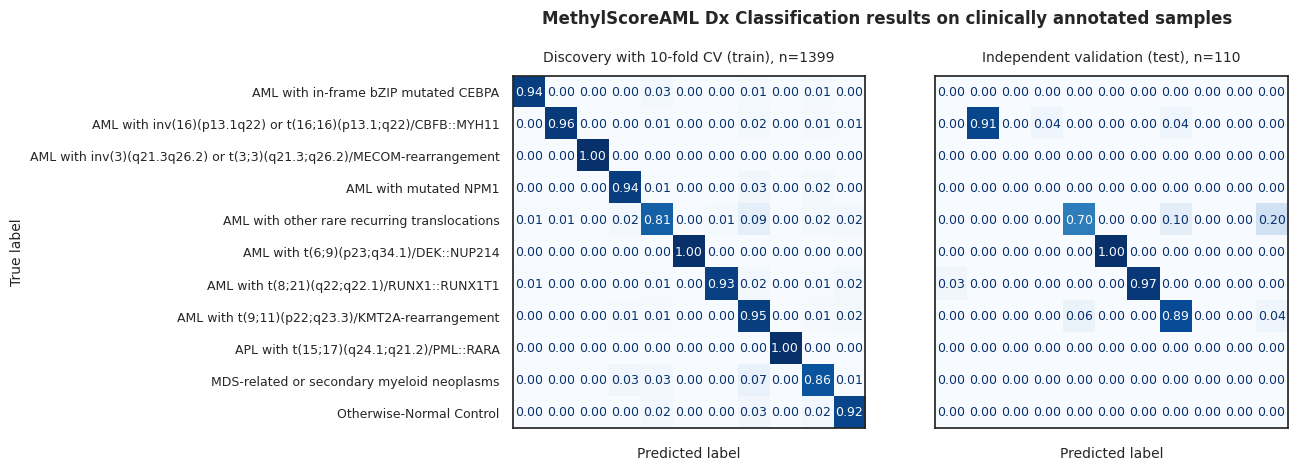 MethylScoreAML Dx Classification results on clinically annotated samples
Discovery with 10-fold CV (train), n=1399
Independent validation (test), n=110
True label
AML with in-frame bZIP mutated CEBPA 0.94 0.00 0.00 0.00 0.03 0.00 0.00 0.01 0.00 0.01 0.00 0.00 0.00 0.00 0.00 0.00 0.00 0.00 0.00 0.00 0.00 0.00
AML with inv(16)(p13.1q22) or t(16;16)(p13.1;q22)/CBFB::MYH11 0.00 0.96 0.00 0.00 0.01 0.00 0.00 0.02 0.00 0.01 0.01 0.00 0.91 0.00 0.04 0.00 0.00 0.00 0.04 0.00 0.00 0.00
AML with inv(3)(q21.3q26.2) or t(3;3)(q21.3;q26.2)/MECOM-rearrangement 0.00 0.00 1.00 0.00 0.00 0.00 0.00 0.00 0.00 0.00 0.00 0.00 0.00 0.00 0.00 0.00 0.00 0.00 0.00 0.00 0.00 0.00
AML with mutated NPM1 0.00 0.00 0.00 0.94 0.01 0.00 0.00 0.03 0.00 0.02 0.00 0.00 0.00 0.00 0.00 0.00 0.00 0.00 0.00 0.00 0.00 0.00
AML with other rare recurring translocations 0.01 0.01 0.00 0.02 0.81 0.00 0.01 0.09 0.00 0.02 0.02 0.00 0.00 0.00 0.00 0.70 0.00 0.00 0.10 0.00 0.00 0.20
AML with t(6;9)(p23;q34.1)/DEK::NUP214 0.00 0.00 0.00 0.00 0.00 1.00 0.00 0.00 0.00 0.00 0.00 0.00 0.00 0.00 0.00 0.00 1.00 0.00 0.00 0.00 0.00 0.00
AML with t(8;21)(q22;q22.1)/RUNX1::RUNX1T1 0.01 0.00 0.00 0.00 0.01 0.00 0.93 0.02 0.00 0.01 0.02 0.03 0.00 0.00 0.00 0.00 0.00 0.97 0.00 0.00 0.00 0.00
AML with t(9;11)(p22;q23.3)/KMT2A-rearrangement 0.00 0.00 0.00 0.01 0.01 0.00 0.00 0.95 0.00 0.01 0.02 0.00 0.00 0.00 0.00 0.06 0.00 0.00 0.89 0.00 0.00 0.04
APL with t(15;17)(q24.1;q21.2)/PML::RARA 0.00 0.00 0.00 0.00 0.00 0.00 0.00 0.00 1.00 0.00 0.00 0.00 0.00 0.00 0.00 0.00 0.00 0.00 0.00 0.00 0.00 0.00
MDS-related or secondary myeloid neoplasms 0.00 0.00 0.00 0.03 0.03 0.00 0.00 0.07 0.00 0.86 0.01 0.00 0.00 0.00 0.00 0.00 0.00 0.00 0.00 0.00 0.00 0.00
Otherwise-Normal Control 0.00 0.00 0.00 0.00 0.02 0.00 0.00 0.03 0.00 0.02 0.92 0.00 0.00 0.00 0.00 0.00 0.00 0.00 0.00 0.00 0.00 0.00
Predicted label
Predicted label